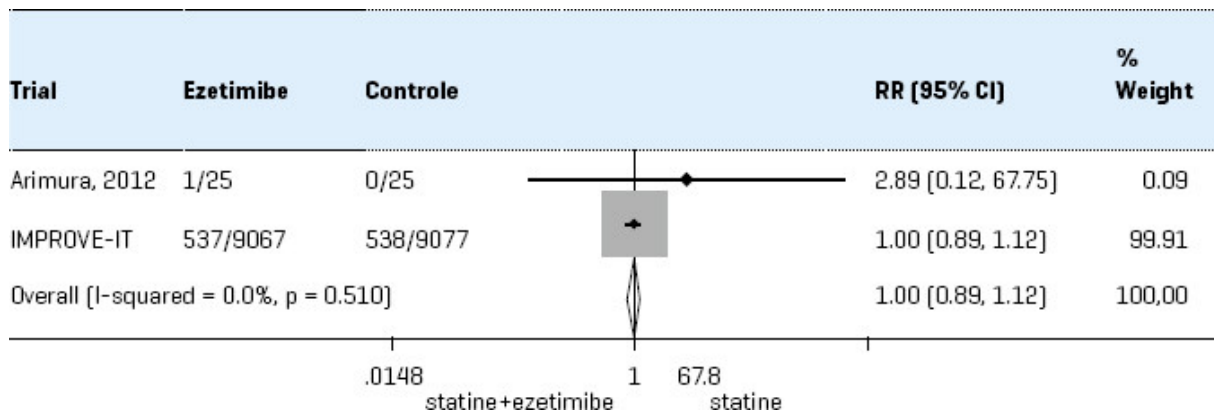 %
Trial Ezetimibe Controle RR (95% CI) Weight
Arimura, 2012 1/25 0/25 2.89 (0.12, 67.75) 0.09
IMPROVE-IT 537/9067 538/9077 1.00 (0.89, 1.12) 99.91
Overall (I-squared = 0.0%, p = 0.510) 1.00 (0.89, 1.12) 100,00
.0148 1 67.8
statine+ezetimibe statine